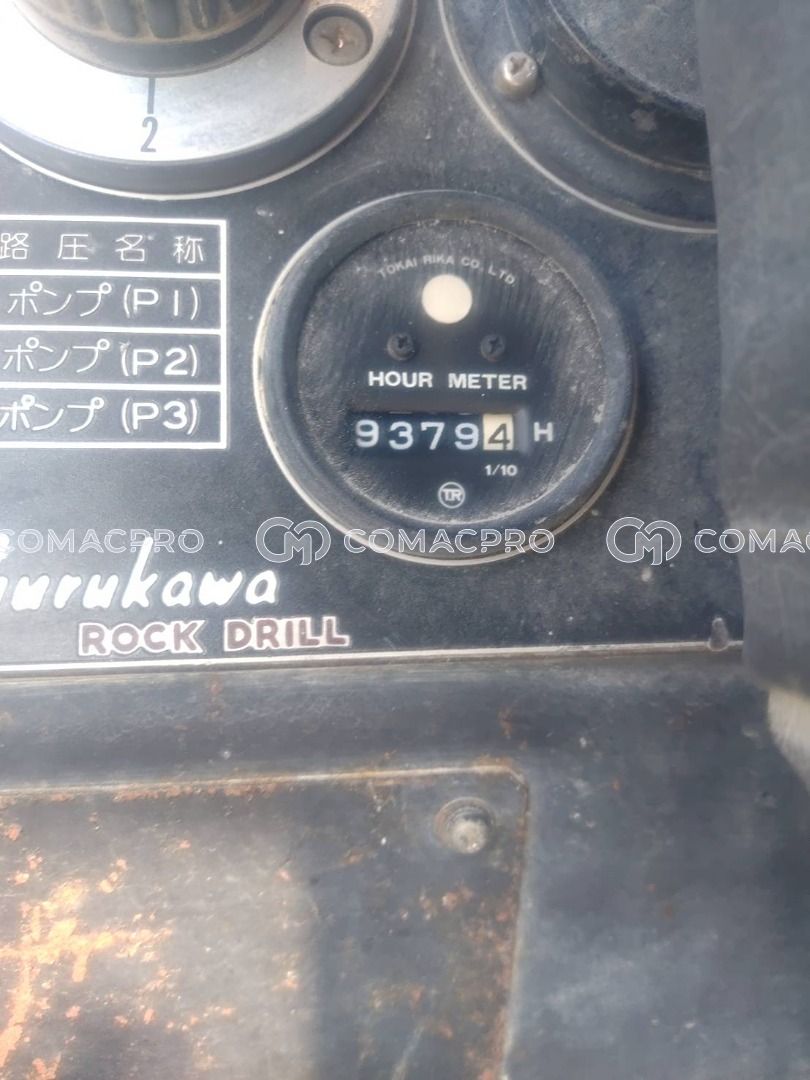 2
路圧名称
ポンプ(P1)
ポンプ(P2)
ポンプ(P3)
TOKAI RIKA CO. LTD.
HOUR METER
93794 H
1/10
TR
COMACPRO COMACPRO COMAC
Furukawa
ROCK DRILL